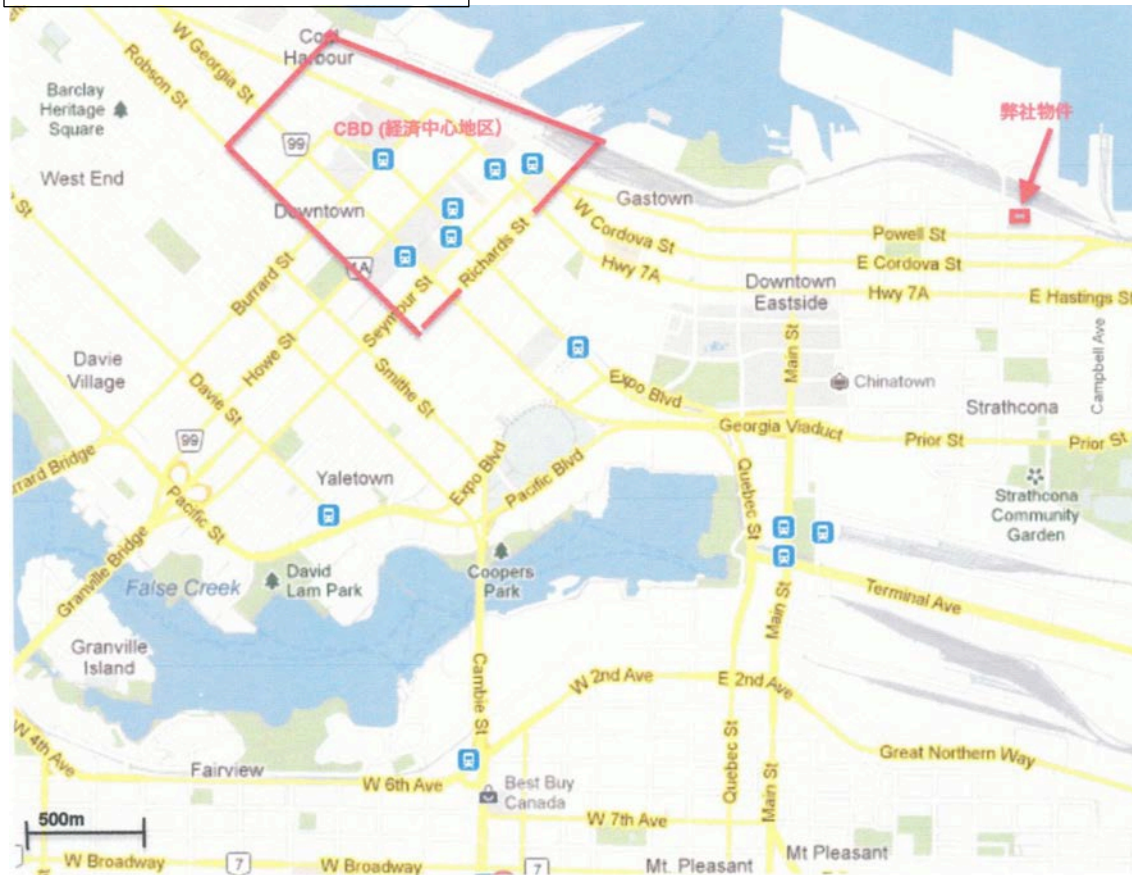 Coal
Harbour
W Georgia St
Robson St
Barclay
Heritage
Square
West End
99
CBD (経済中心地区)
弊社物件
Downtown
Gastown
W Cordova St
Powell St
E Cordova St
Hwy 7A
Hwy 7A
E Hastings St
Richards St
Burrard St
1A
Seymour St
Howe St
Smithe St
Downtown
Eastside
Main St
Campbell Ave
Davie
Village
Davie St
Chinatown
Strathcona
Expo Blvd
Georgia Viaduct
Prior St
Prior St
99
Yaletown
Expo Blvd
Pacific Blvd
Quebec St
Strathcona
Community
Garden
Pacific St
Granville Bridge
False Creek
David
Lam Park
Coopers
Park
Terminal Ave
Main St
Granville
Island
Cambie St
W 2nd Ave
E 2nd Ave
Great Northern Way
W 4th Ave
Fairview
W 6th Ave
Best Buy
Canada
Quebec St
Main St
500m
W 7th Ave
W Broadway
7
W Broadway
7
Mt. Pleasant
Mt Pleasant